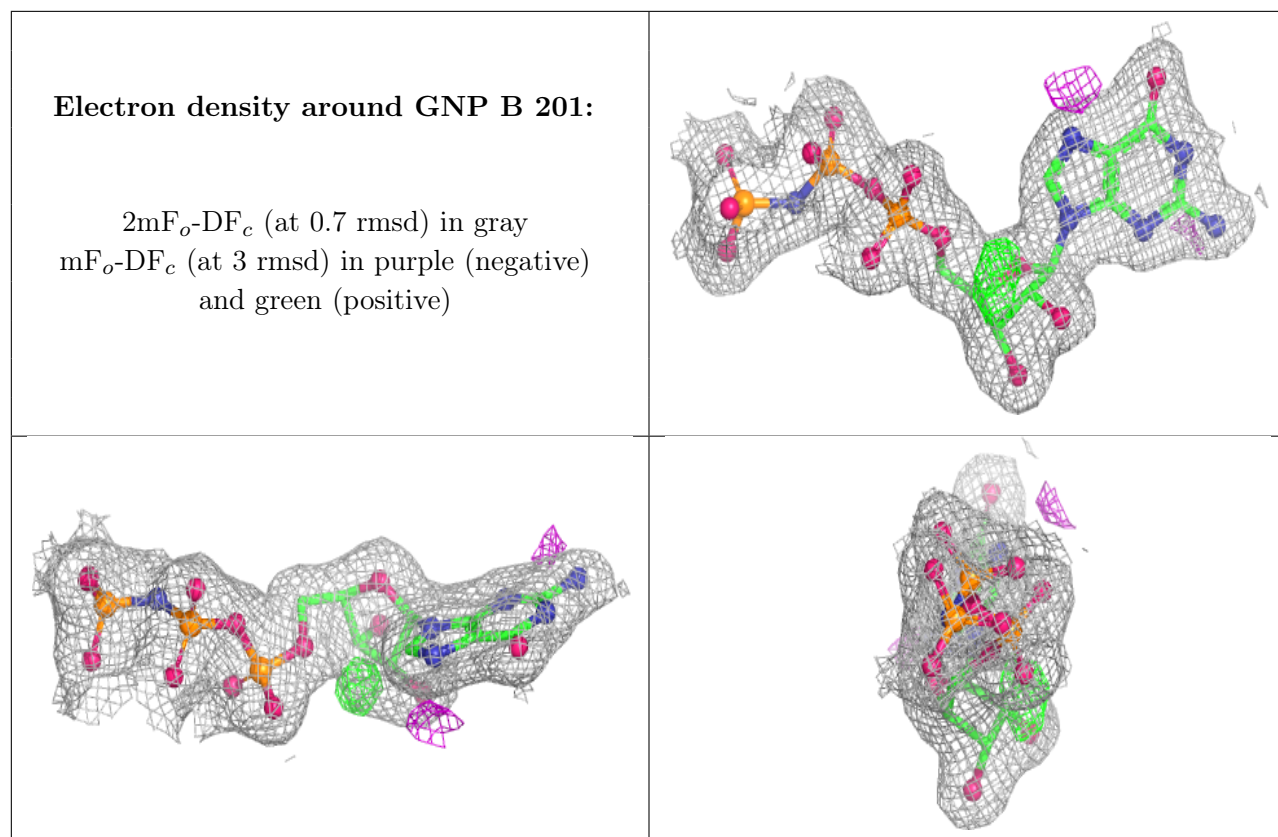 Electron density around GNP B 201:
2mFo-DFc (at 0.7 rmsd) in gray
mFo-DFc (at 3 rmsd) in purple (negative)
and green (positive)